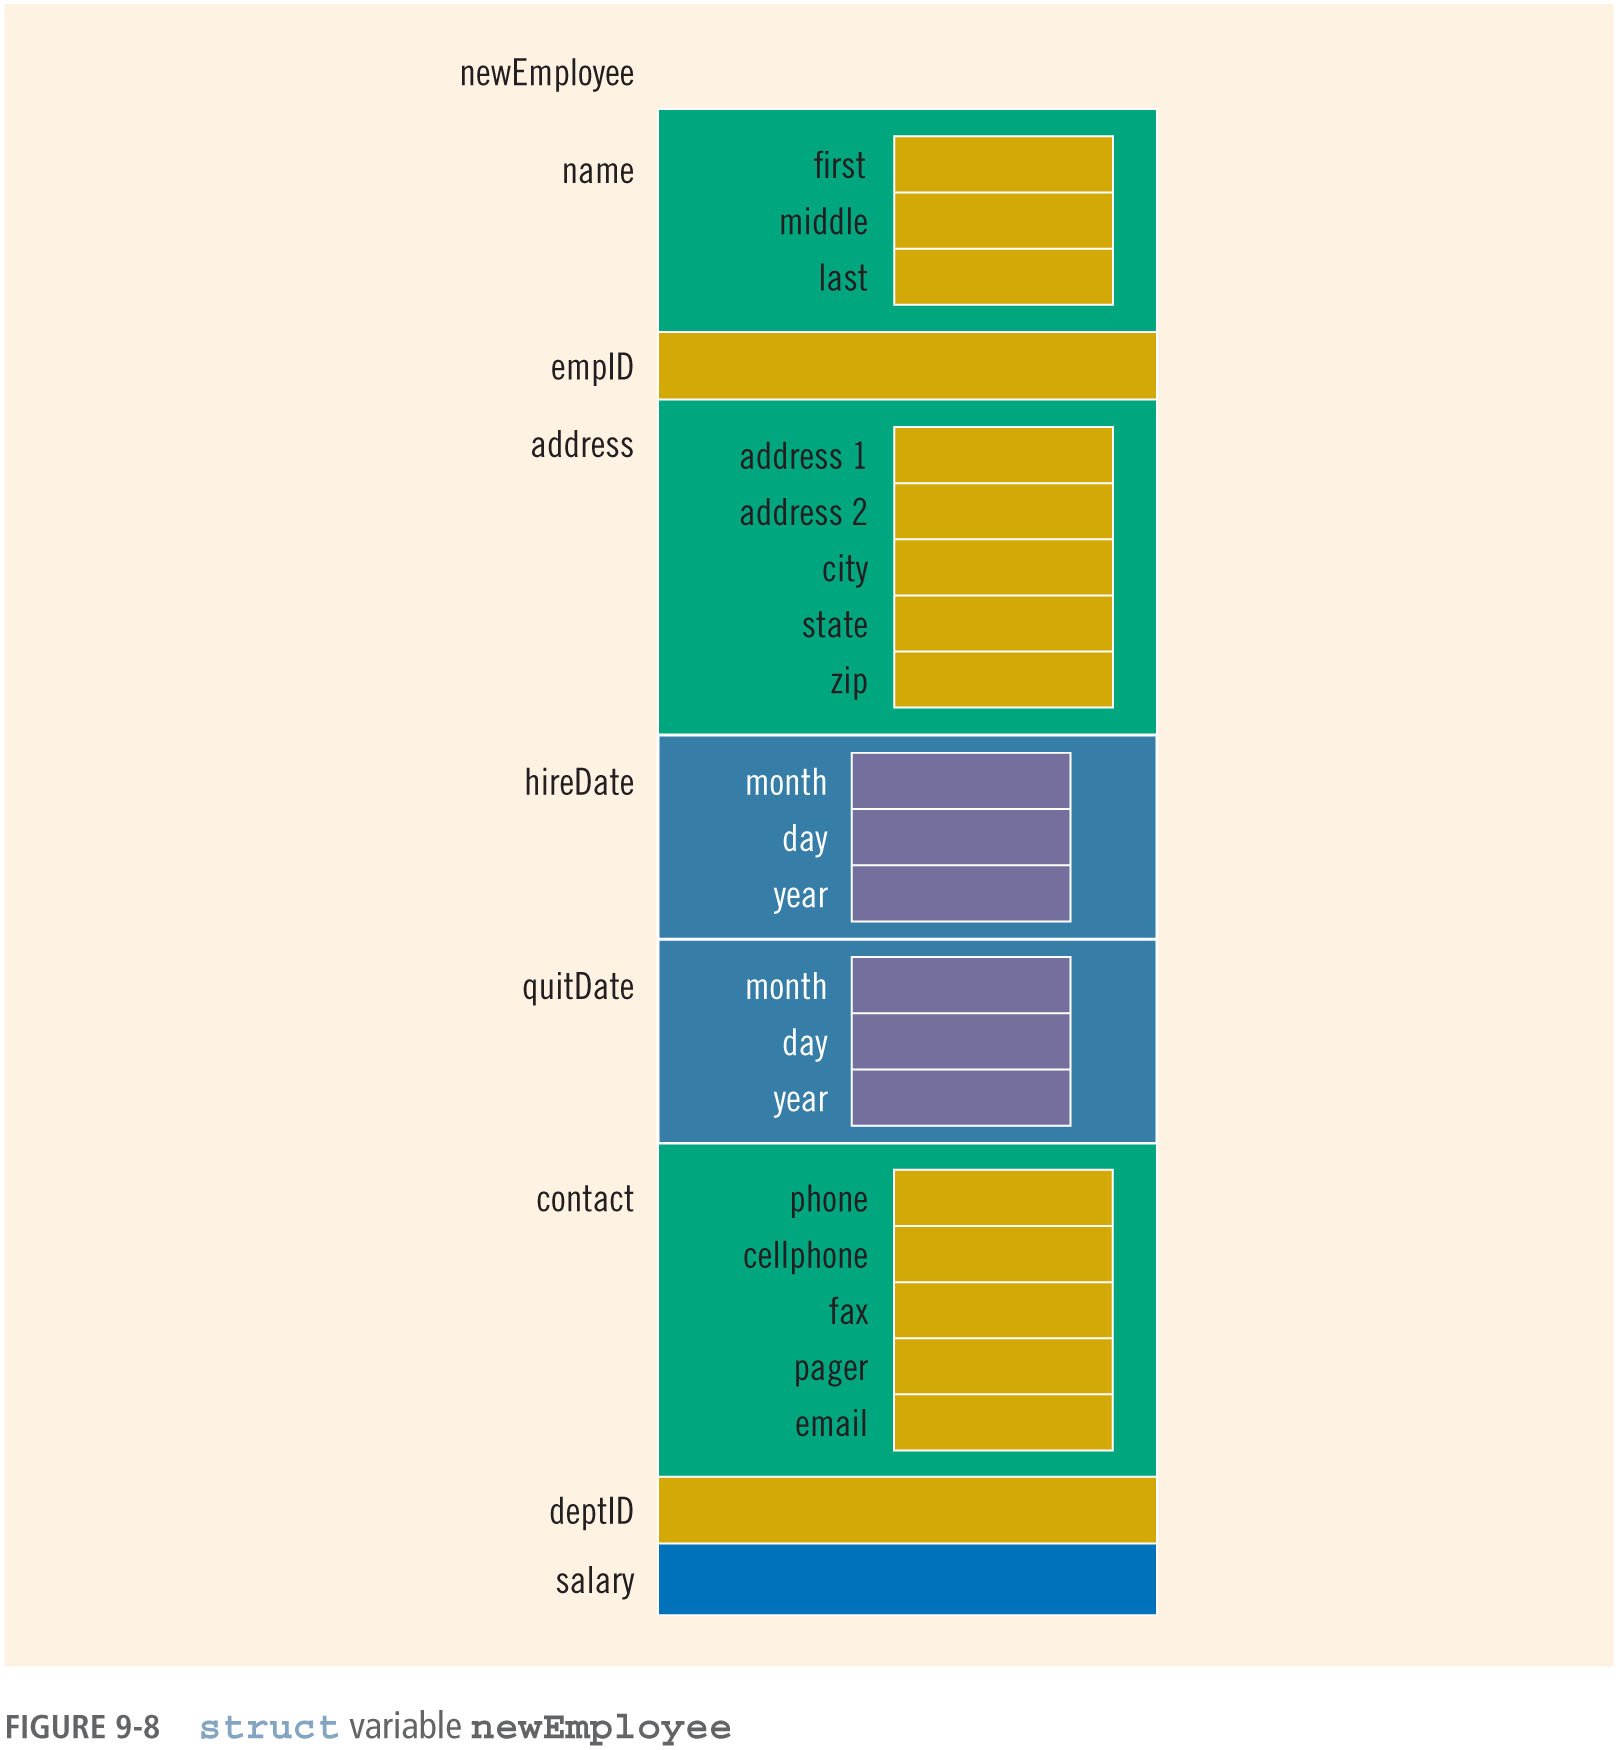 newEmployee
name
first
middle
last
empID
address
address 1
address 2
city
state
zip
hireDate
month
day
year
quitDate
month
day
year
contact
phone
cellphone
fax
pager
email
deptID
salary
FIGURE 9-8 struct variable newEmployee